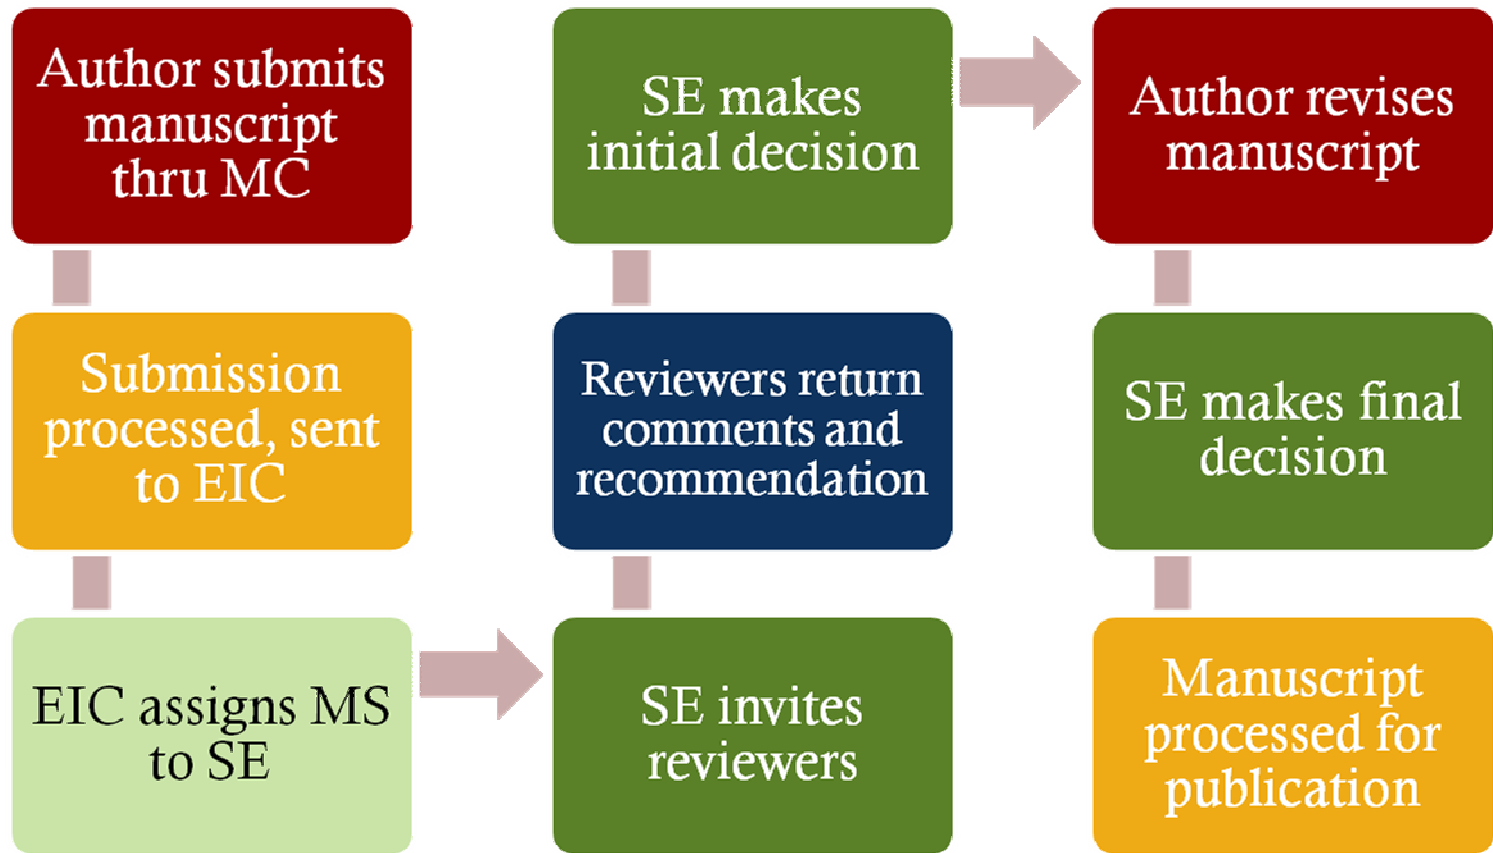 Author submits
manuscript
thru MC
Submission
processed, sent
to EIC
EIC assigns MS
to SE
SE invites
reviewers
Reviewers return
comments and
recommendation
SE makes
initial decision
Author revises
manuscript
SE makes final
decision
Manuscript
processed for
publication